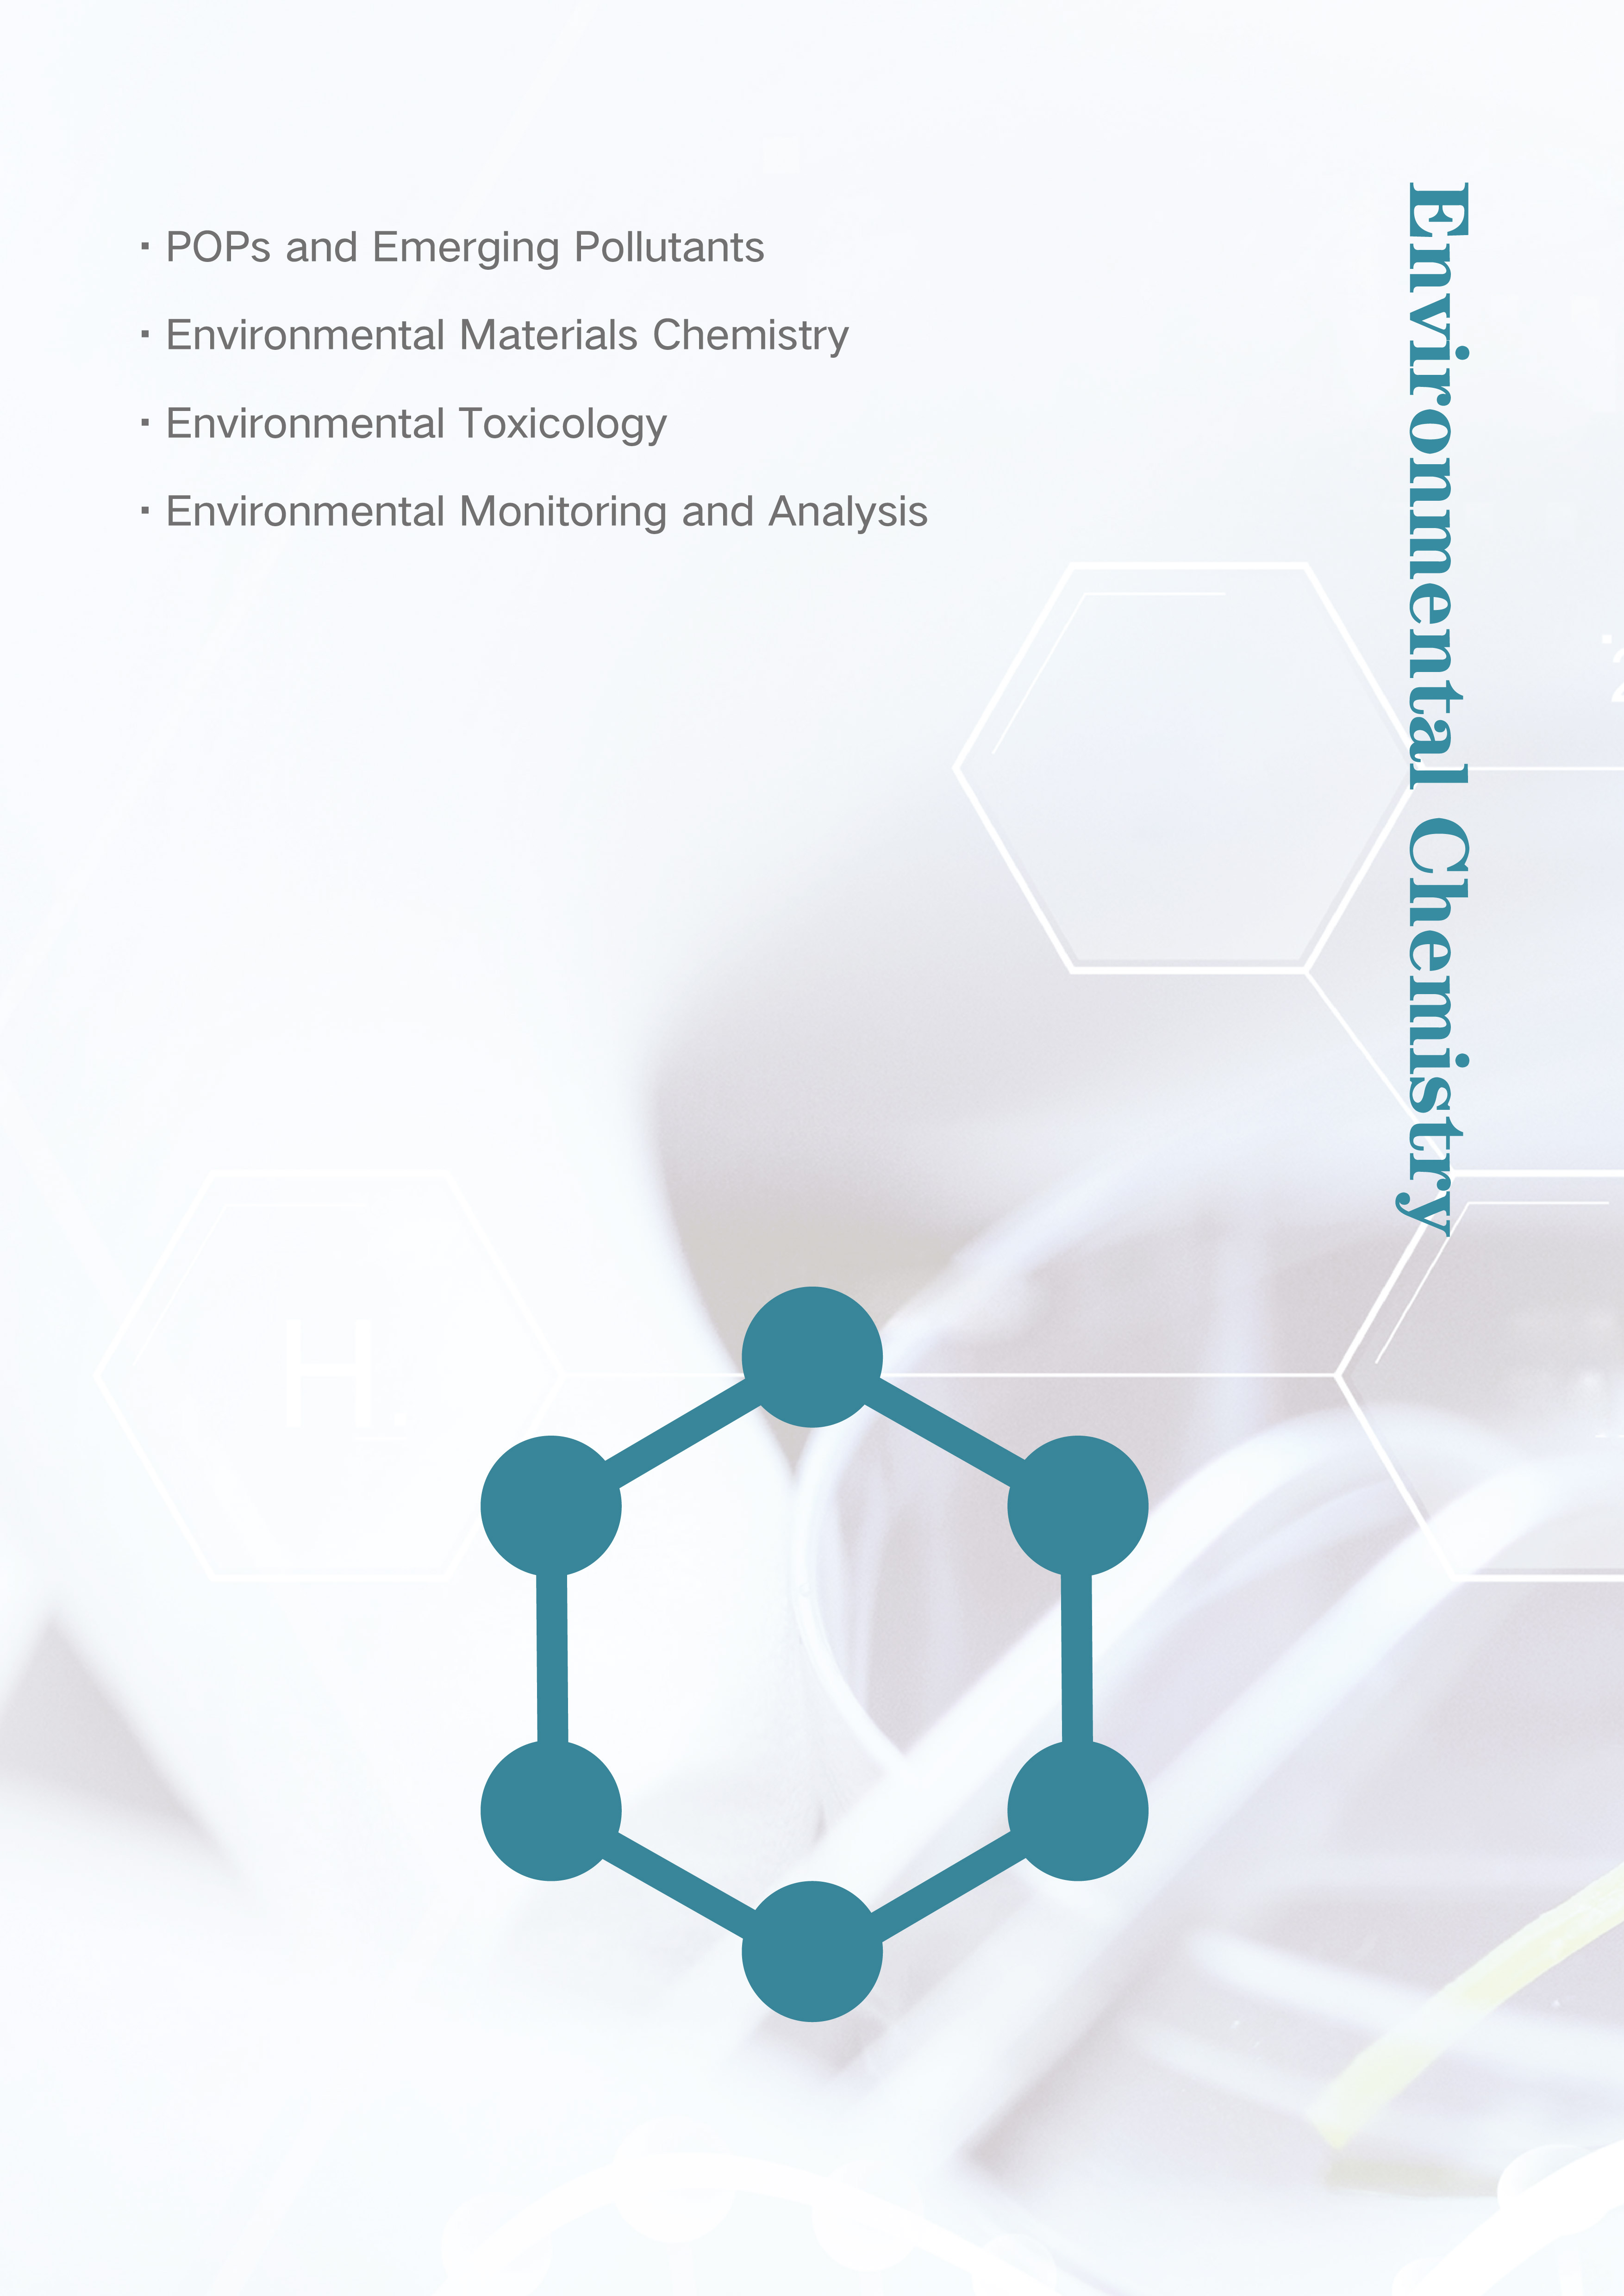 · POPs and Emerging Pollutants
· Environmental Materials Chemistry
· Environmental Toxicology
· Environmental Monitoring and Analysis
Environmental Chemistry
H